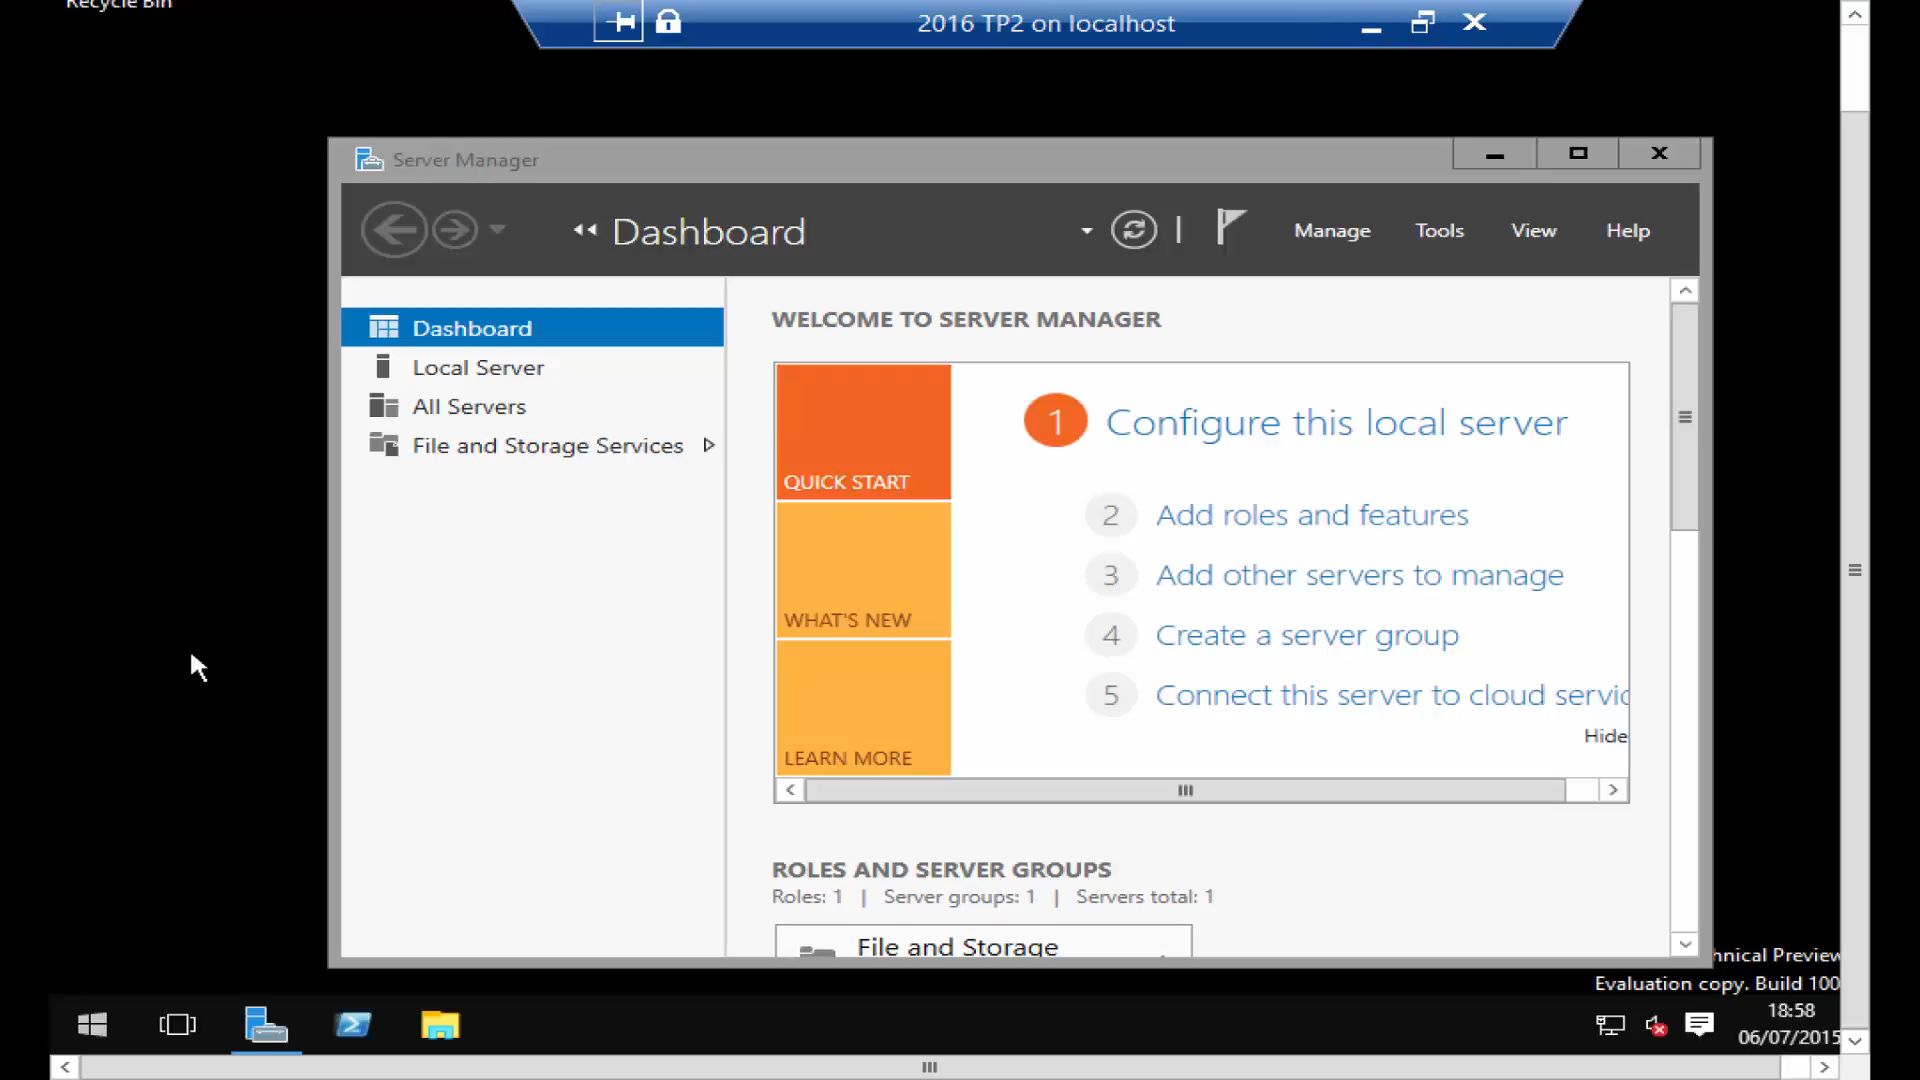 Recycle Bin
2016 TP2 on localhost
Server Manager
Dashboard
Manage
Tools
View
Help
Dashboard
Local Server
All Servers
File and Storage Services
WELCOME TO SERVER MANAGER
QUICK START
WHAT'S NEW
LEARN MORE
1 Configure this local server
2 Add roles and features
3 Add other servers to manage
4 Create a server group
5 Connect this server to cloud servic
Hide
ROLES AND SERVER GROUPS
Roles: 1 | Server groups: 1 | Servers total: 1
File and Storage
hnical Preview
Evaluation copy. Build 100
18:58
06/07/2015